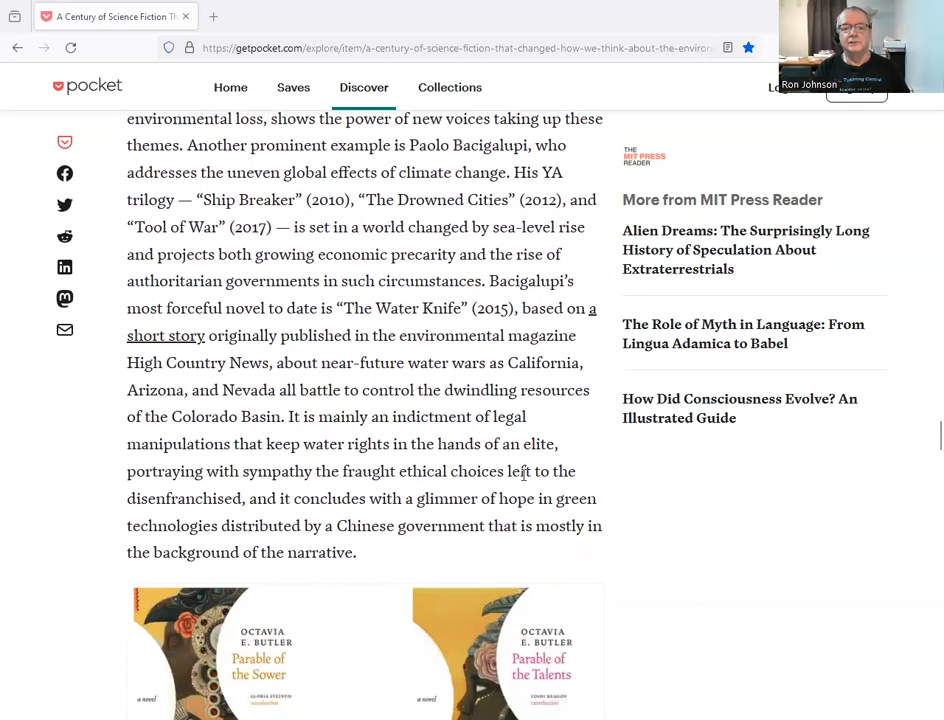 A Century of Science Fiction Th
https://getpocket.com/explore/item/a-century-of-science-fiction-that-changed-how-we-think-about-the-environ
Ron Johnson
pocket
Home
Saves
Discover
Collections
environmental loss, shows the power of new voices taking up these
themes. Another prominent example is Paolo Bacigalupi, who
addresses the uneven global effects of climate change. His YA
trilogy — “Ship Breaker” (2010), “The Drowned Cities” (2012), and
“Tool of War” (2017) — is set in a world changed by sea-level rise
and projects both growing economic precarity and the rise of
authoritarian governments in such circumstances. Bacigalupi’s
most forceful novel to date is “The Water Knife” (2015), based on a
short story originally published in the environmental magazine
High Country News, about near-future water wars as California,
Arizona, and Nevada all battle to control the dwindling resources
of the Colorado Basin. It is mainly an indictment of legal
manipulations that keep water rights in the hands of an elite,
portraying with sympathy the fraught ethical choices left to the
disenfranchised, and it concludes with a glimmer of hope in green
technologies distributed by a Chinese government that is mostly in
the background of the narrative.
THE
MIT PRESS
READER
More from MIT Press Reader
Alien Dreams: The Surprisingly Long
History of Speculation About
Extraterrestrials
The Role of Myth in Language: From
Lingua Adamica to Babel
How Did Consciousness Evolve? An
Illustrated Guide
OCTAVIA
E. BUTLER
Parable of
the Sower
GLORIA STEINEM
introduction
a novel
OCTAVIA
E. BUTLER
Parable of
the Talents
introduction
a novel